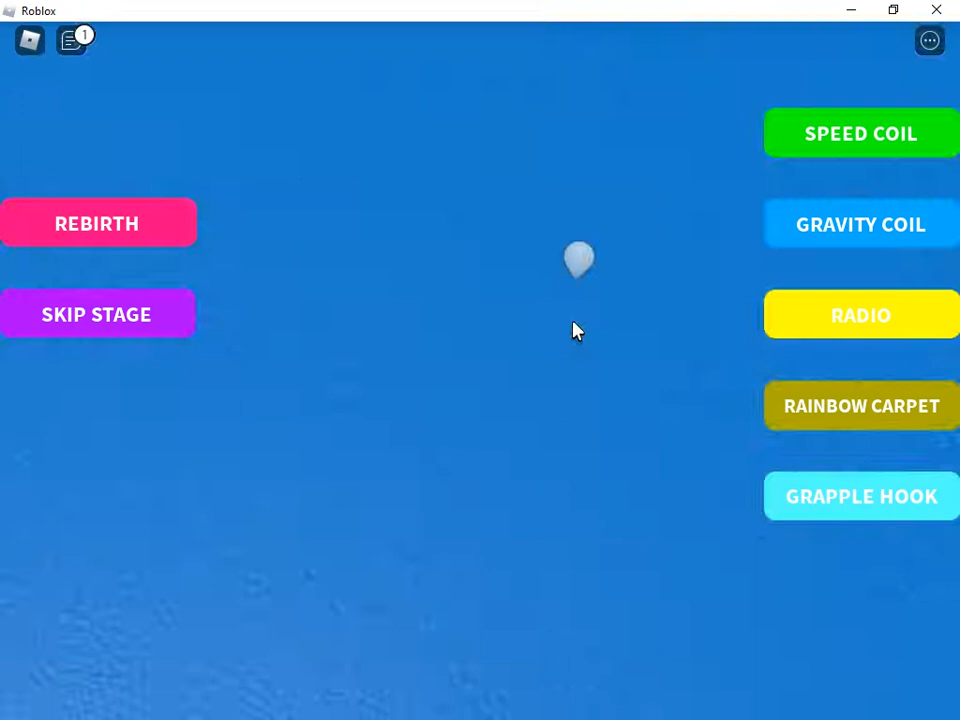 Roblox
1
SPEED COIL
REBIRTH
GRAVITY COIL
SKIP STAGE
RADIO
RAINBOW CARPET
GRAPPLE HOOK